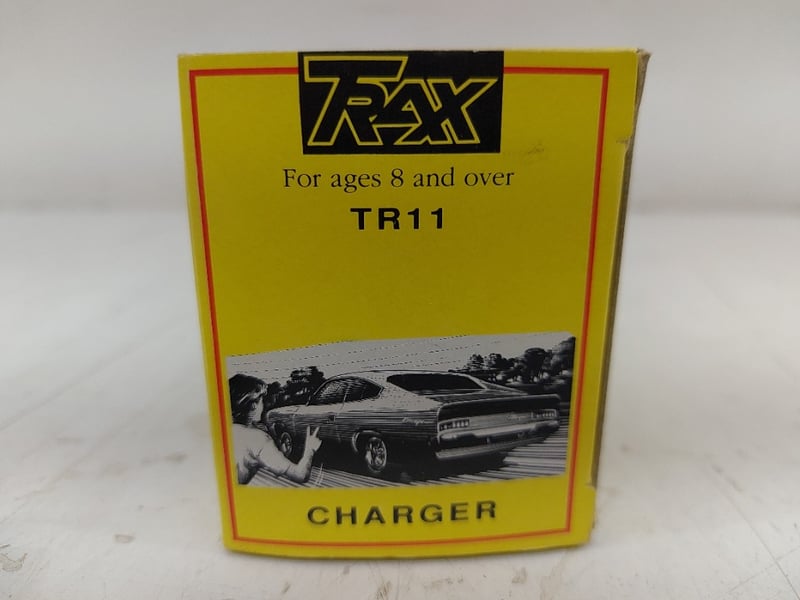 TRAX
For ages 8 and over
TR11
CHARGER